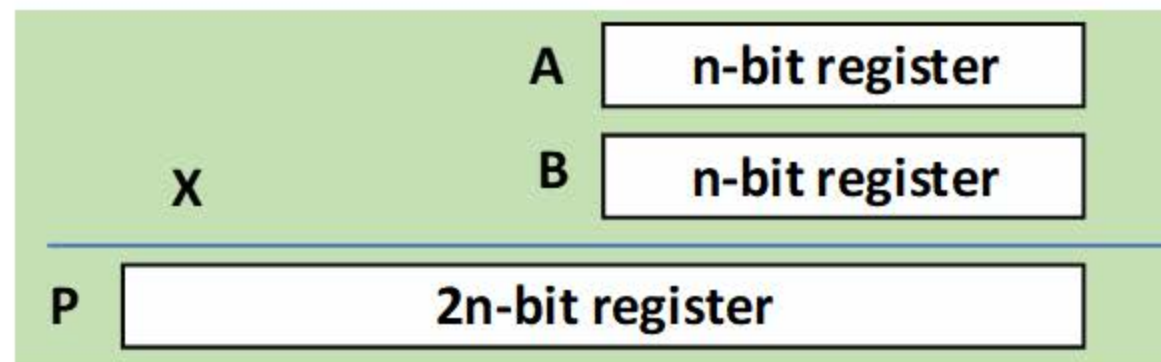 A n-bit register
X B n-bit register
P 2n-bit register